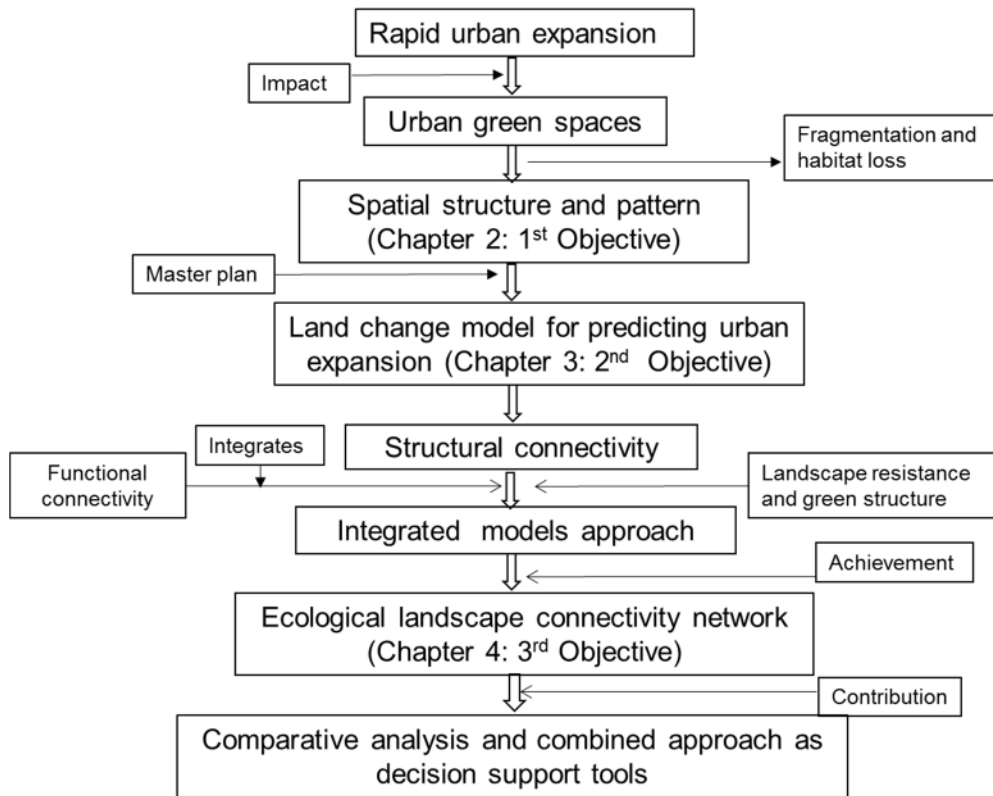 Rapid urban expansion
Impact
Urban green spaces
Fragmentation and
habitat loss
Spatial structure and pattern
(Chapter 2: 1st Objective)
Master plan
Land change model for predicting urban
expansion (Chapter 3: 2nd Objective)
Integrates
Structural connectivity
Functional
connectivity
Landscape resistance
and green structure
Integrated models approach
Achievement
Ecological landscape connectivity network
(Chapter 4: 3rd Objective)
Contribution
Comparative analysis and combined approach as
decision support tools